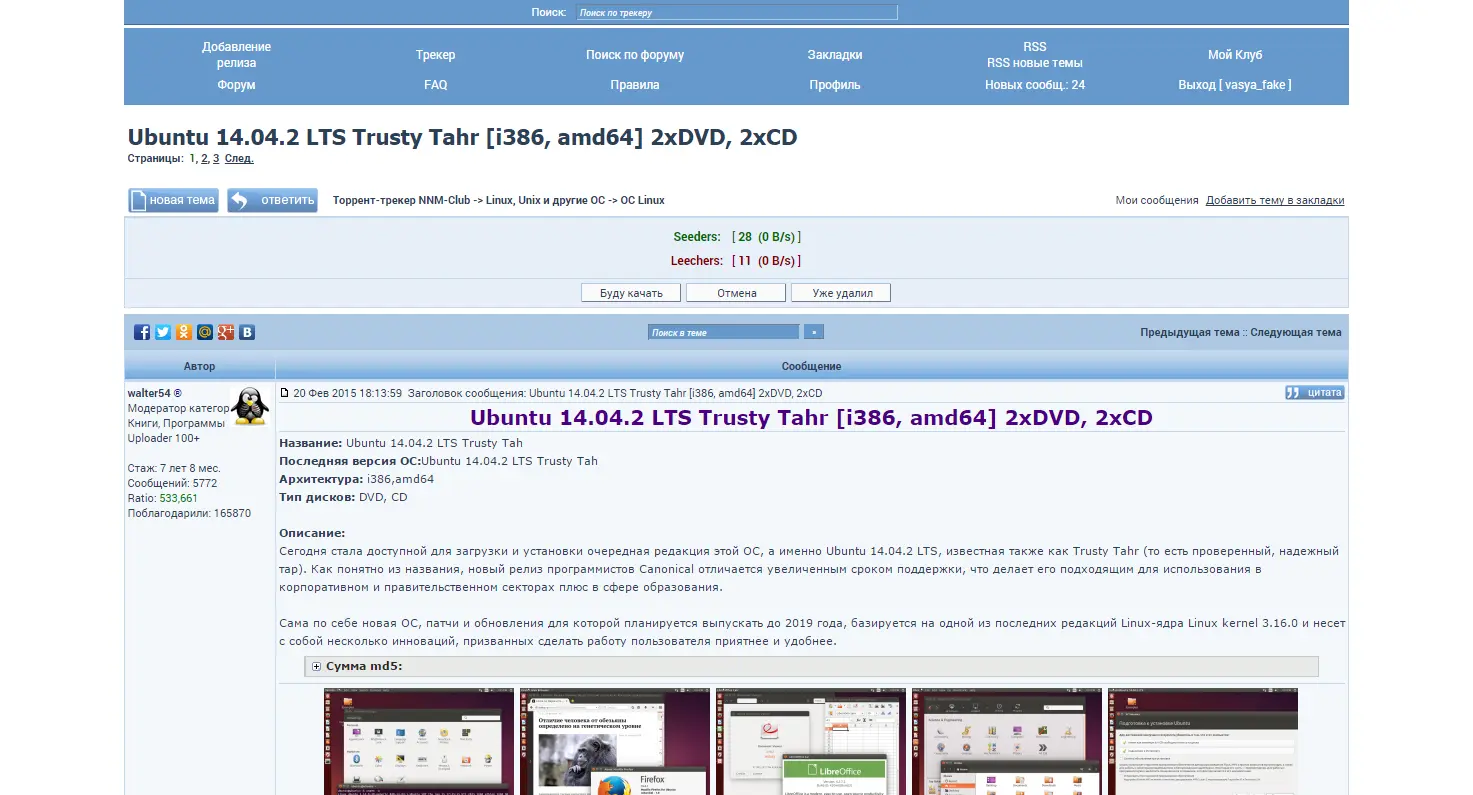 Поиск: Поиск по трекеру
Добавление релиза
Трекер
Поиск по форуму
Закладки
RSS
RSS новые темы
Мой Клуб
Форум
FAQ
Правила
Профиль
Новых сообщ.: 24
Выход [ vasya_fake ]
Ubuntu 14.04.2 LTS Trusty Tahr [i386, amd64] 2xDVD, 2xCD
Страницы: 1, 2, 3 След.
новая тема
ответить
Торрент-трекер NNM-Club -> Linux, Unix и другие ОС -> ОС Linux
Мои сообщения Добавить тему в закладки
Seeders: [ 28 (0 B/s) ]
Leechers: [ 11 (0 B/s) ]
Буду качать
Отмена
Уже удалил
Поиск в теме
Предыдущая тема :: Следующая тема
Автор
Сообщение
walter54 ®
Модератор категор
Книги, Программы
Uploader 100+
Стаж: 7 лет 8 мес.
Сообщений: 5772
Ratio: 533,661
Поблагодарили: 165870
20 Фев 2015 18:13:59 Заголовок сообщения: Ubuntu 14.04.2 LTS Trusty Tahr [i386, amd64] 2xDVD, 2xCD
цитата
Ubuntu 14.04.2 LTS Trusty Tahr [i386, amd64] 2xDVD, 2xCD
Название: Ubuntu 14.04.2 LTS Trusty Tah
Последняя версия ОС:Ubuntu 14.04.2 LTS Trusty Tah
Архитектура: i386,amd64
Тип дисков: DVD, CD
Описание:
Сегодня стала доступной для загрузки и установки очередная редакция этой ОС, а именно Ubuntu 14.04.2 LTS, известная также как Trusty Tahr (то есть проверенный, надежный
тар). Как понятно из названия, новый релиз программистов Canonical отличается увеличенным сроком поддержки, что делает его подходящим для использования в
корпоративном и правительственном секторах плюс в сфере образования.
Сама по себе новая ОС, патчи и обновления для которой планируется выпускать до 2019 года, базируется на одной из последних редакций Linux-ядра Linux kernel 3.16.0 и несет
с собой несколько инноваций, призванных сделать работу пользователя приятнее и удобнее.
Сумма md5:
Отличие человека от обезьяны
определено на генетическом уровне
Firefox
LibreOffice
Подготовка к установке Ubuntu